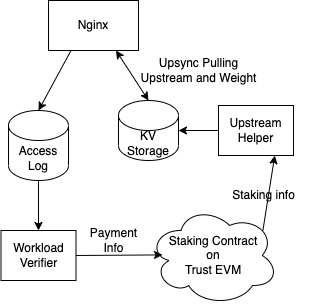 Nginx
Upsync Pulling
Upstream and Weight
Access
Log
KV
Storage
Upstream
Helper
Staking info
Payment
Info
Workload
Verifier
Staking Contract
on
Trust EVM